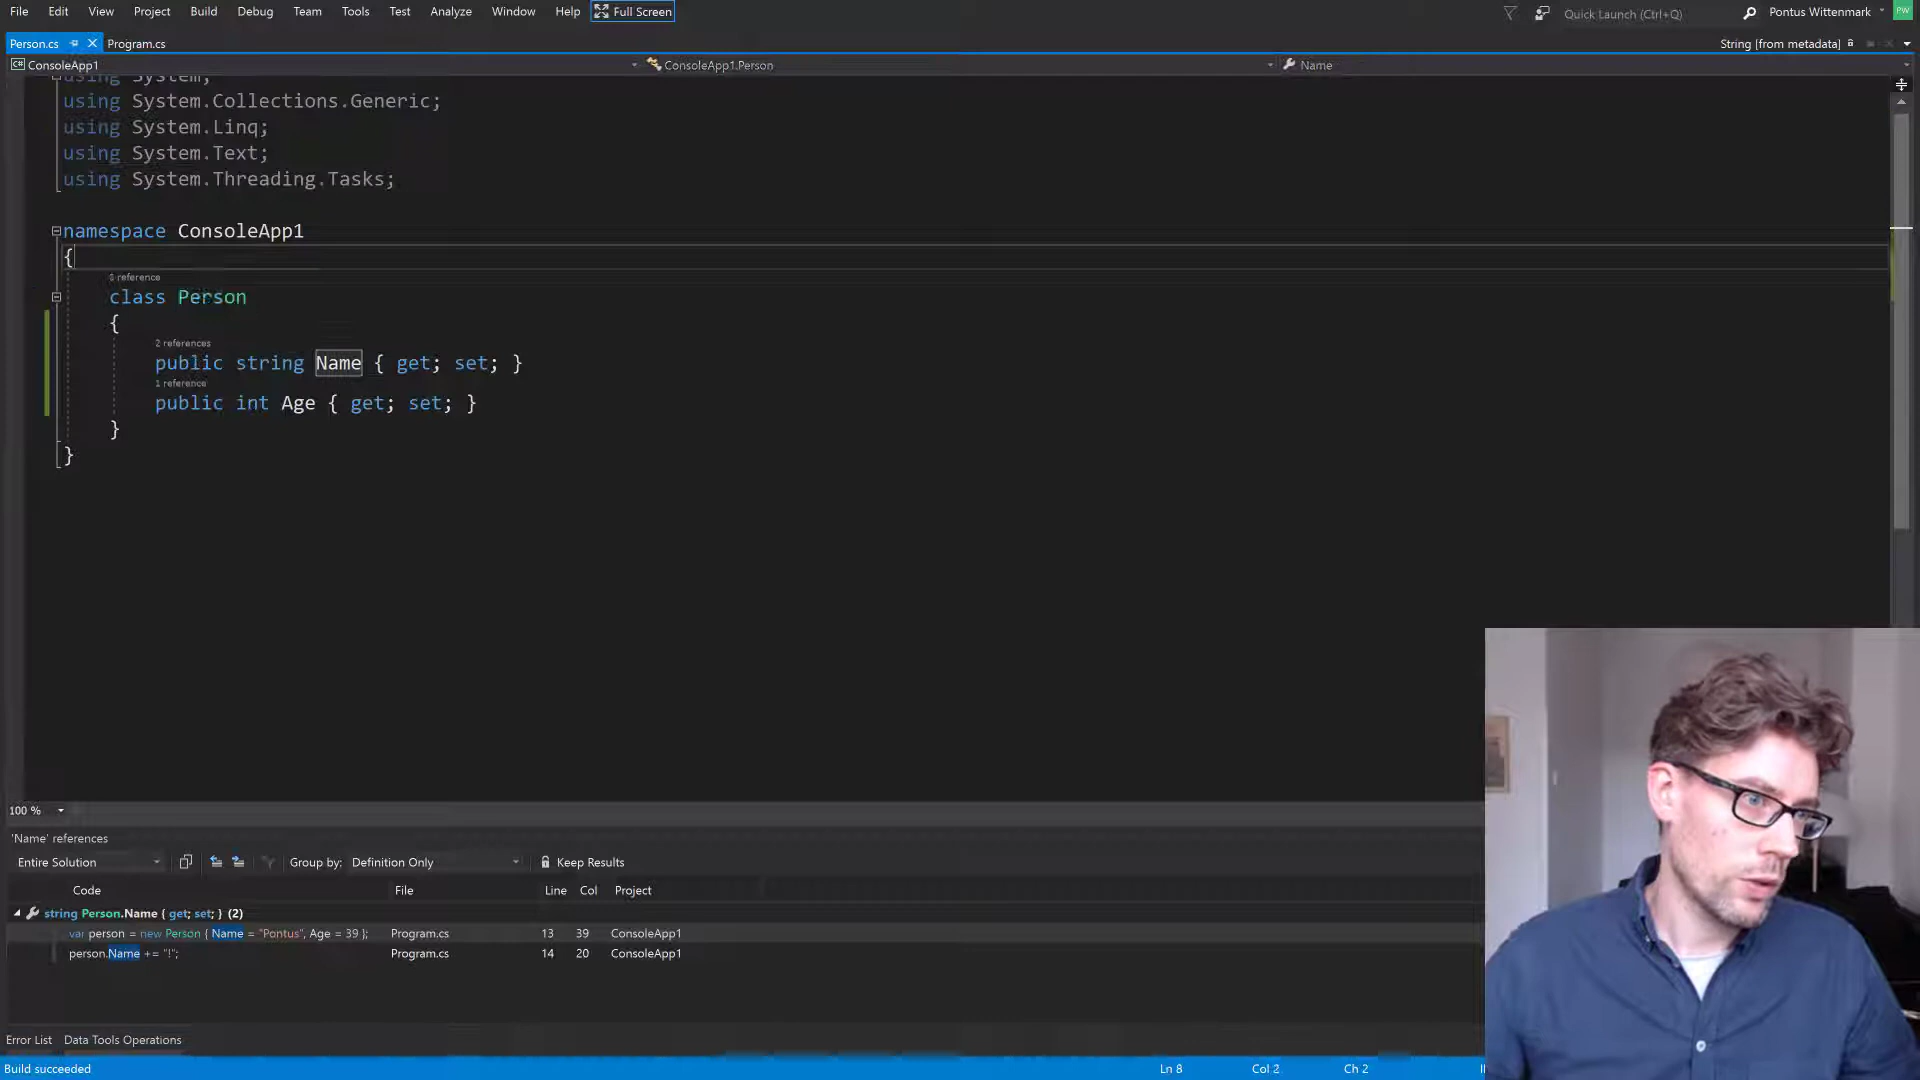 File Edit View Project Build Debug Team Tools Test Analyze Window Help Full Screen Quick Launch (Ctrl+Q) Pontus Wittenmark PW
Person.cs Program.cs String [from metadata]
C# ConsoleApp1 ConsoleApp1.Person Name
using System;
using System.Collections.Generic;
using System.Linq;
using System.Text;
using System.Threading.Tasks;
namespace ConsoleApp1
{
reference
class Person
{
2 references
public string Name { get; set; }
1 reference
public int Age { get; set; }
}
}
100 %
'Name' references
Entire Solution Group by: Definition Only Keep Results
Code File Line Col Project
string Person.Name { get; set; } (2)
var person = new Person { Name = "Pontus", Age = 39 }; Program.cs 13 39 ConsoleApp1
person.Name += "!"; Program.cs 14 20 ConsoleApp1
Error List Data Tools Operations
Build succeeded Ln 8 Col 2 Ch 2